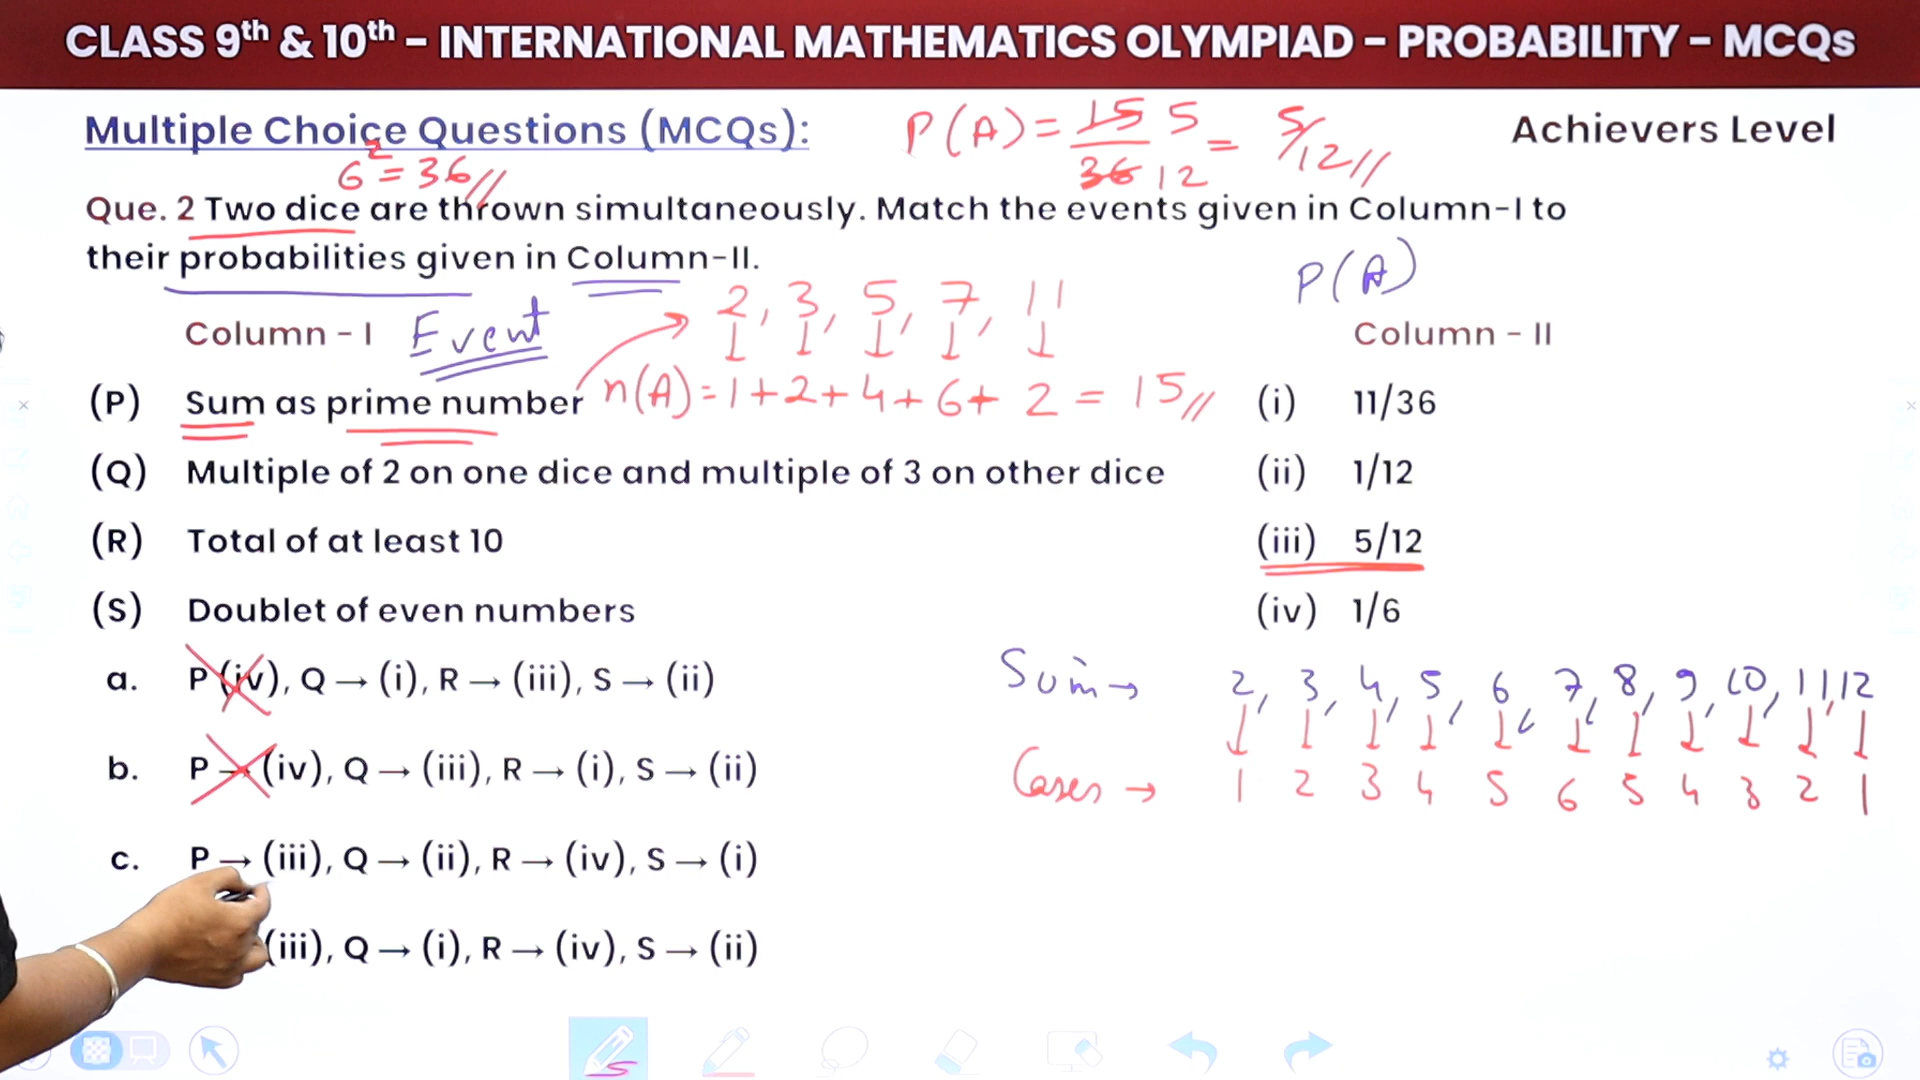 CLASS 9th & 10th – INTERNATIONAL MATHEMATICS OLYMPIAD – PROBABILITY – MCQs
Multiple Choice Questions (MCQs):
P(A) = 15/36 5/12 = 5/12//
Achievers Level
6² = 36//
Que. 2 Two dice are thrown simultaneously. Match the events given in Column-I to
their probabilities given in Column-II.
P(A)
2, 3, 5, 7, 11
Column - I Event
Column - II
(P) Sum as prime number n(A) = 1 + 2 + 4 + 6 + 2 = 15// (i) 11/36
(Q) Multiple of 2 on one dice and multiple of 3 on other dice (ii) 1/12
(R) Total of at least 10 (iii) 5/12
(S) Doublet of even numbers (iv) 1/6
a. P (iv), Q → (i), R → (iii), S → (ii)
Sum → 2, 3, 4, 5, 6, 7, 8, 9, 10, 11, 12
b. P → (iv), Q → (iii), R → (i), S → (ii)
Cases → 1 2 3 4 5 6 5 4 3 2 1
c. P → (iii), Q → (ii), R → (iv), S → (i)
(iii), Q → (i), R → (iv), S → (ii)